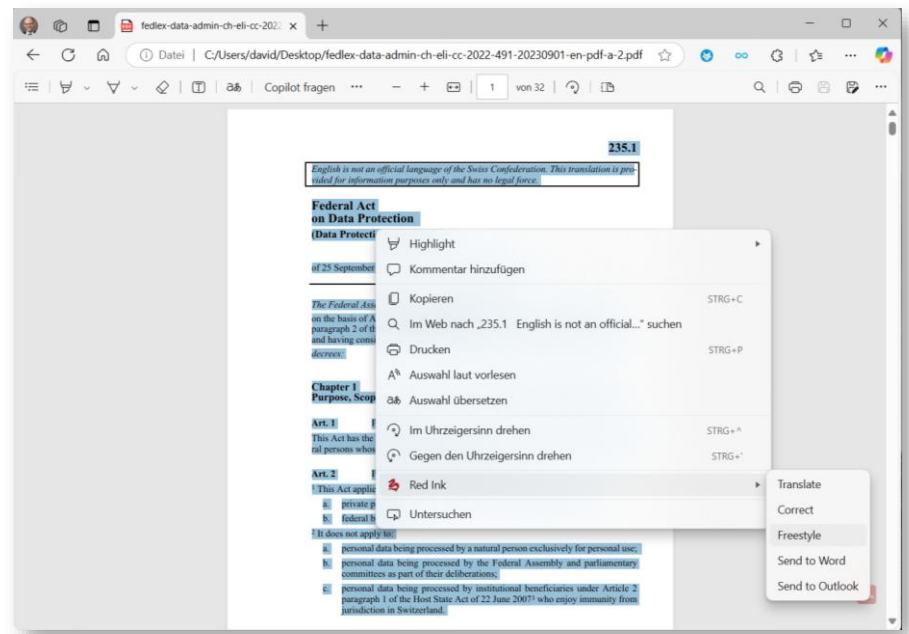 fedlex-data-admin-ch-eli-cc-202
Datei | C:/Users/david/Desktop/fedlex-data-admin-ch-eli-cc-2022-491-20230901-en-pdf-a-2.pdf
aあ Copilot fragen 1 von 32
235.1
English is not an official language of the Swiss Confederation. This translation is pro-
vided for information purposes only and has no legal force.
Federal Act
on Data Protection
(Data Protecti
of 25 September
The Federal Ass
on the basis of A
paragraph 2 of th
and having consi
decrees:
Chapter 1
Purpose, Scop
Art. 1
This Act has the
ral persons whos
Art. 2
1 This Act applie
a. private p
b. federal b
2 It does not apply to:
a. personal data being processed by a natural person exclusively for personal use;
b. personal data being processed by the Federal Assembly and parliamentary
committees as part of their deliberations;
c. personal data being processed by institutional beneficiaries under Article 2
paragraph 1 of the Host State Act of 22 June 2007³ who enjoy immunity from
jurisdiction in Switzerland.
Highlight
Kommentar hinzufügen
Kopieren STRG+C
Im Web nach „235.1 English is not an official..." suchen
Drucken STRG+P
Auswahl laut vorlesen
Auswahl übersetzen
Im Uhrzeigersinn drehen STRG+^
Gegen den Uhrzeigersinn drehen STRG+'
Red Ink
Untersuchen
Translate
Correct
Freestyle
Send to Word
Send to Outlook